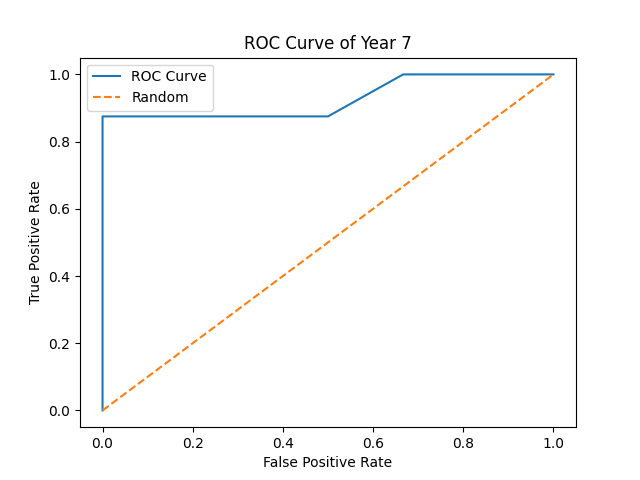 ROC Curve of Year 7
ROC Curve
Random
True Positive Rate
1.0
0.8
0.6
0.4
0.2
0.0
0.0 0.2 0.4 0.6 0.8 1.0
False Positive Rate